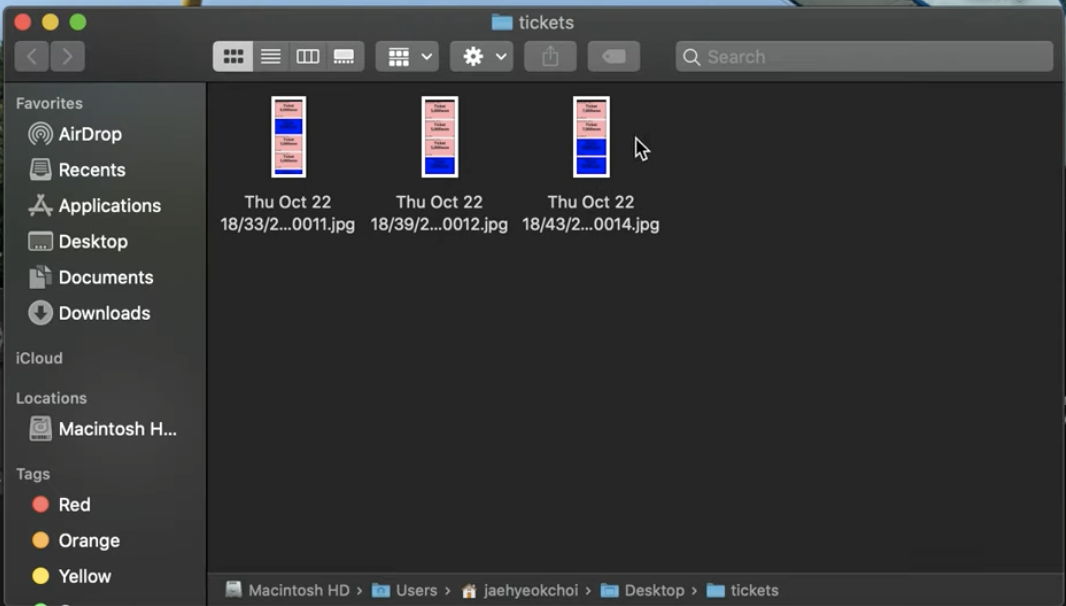 tickets
Search
Favorites
AirDrop
Recents
Applications
Desktop
Documents
Downloads
iCloud
Locations
Macintosh H...
Tags
Red
Orange
Yellow
Thu Oct 22
18/33/2...0011.jpg
Thu Oct 22
18/39/2...0012.jpg
Thu Oct 22
18/43/2...0014.jpg
Macintosh HD › Users › jaehyeokchoi › Desktop › tickets